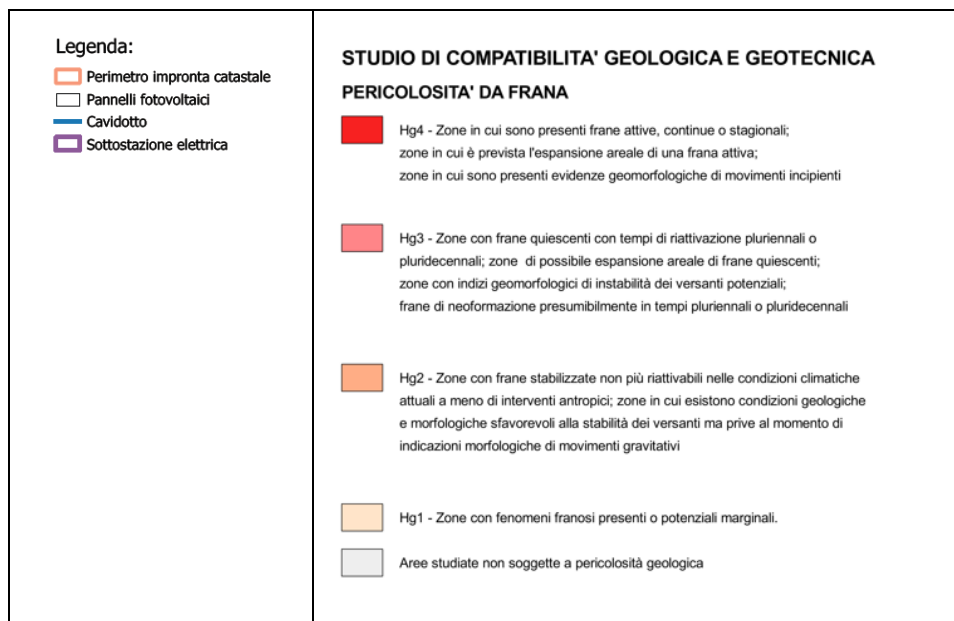 Legenda:
Perimetro impronta catastale
Pannelli fotovoltaici
Cavidotto
Sottostazione elettrica
STUDIO DI COMPATIBILITA' GEOLOGICA E GEOTECNICA
PERICOLOSITA' DA FRANA
Hg4 - Zone in cui sono presenti frane attive, continue o stagionali;
zone in cui è prevista l'espansione areale di una frana attiva;
zone in cui sono presenti evidenze geomorfologiche di movimenti incipienti
Hg3 - Zone con frane quiescenti con tempi di riattivazione pluriennali o
pluridecennali; zone di possibile espansione areale di frane quiescenti;
zone con indizi geomorfologici di instabilità dei versanti potenziali;
frane di neoformazione presumibilmente in tempi pluriennali o pluridecennali
Hg2 - Zone con frane stabilizzate non più riattivabili nelle condizioni climatiche
attuali a meno di interventi antropici; zone in cui esistono condizioni geologiche
e morfologiche sfavorevoli alla stabilità dei versanti ma prive al momento di
indicazioni morfologiche di movimenti gravitativi
Hg1 - Zone con fenomeni franosi presenti o potenziali marginali.
Aree studiate non soggette a pericolosità geologica